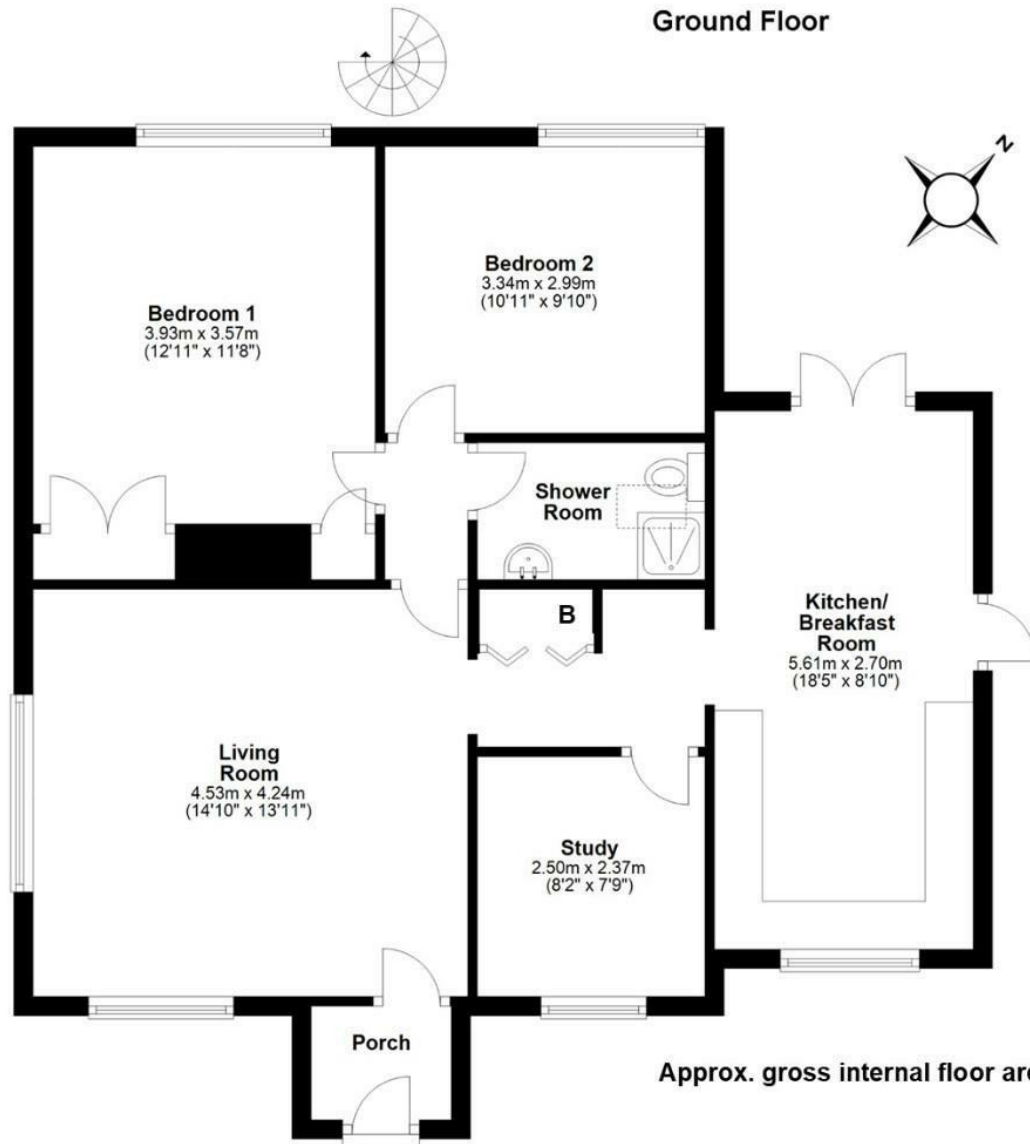 Ground Floor
N
Bedroom 1
3.93m x 3.57m
(12'11" x 11'8")
Bedroom 2
3.34m x 2.99m
(10'11" x 9'10")
Shower
Room
B
Kitchen/
Breakfast
Room
5.61m x 2.70m
(18'5" x 8'10")
Living
Room
4.53m x 4.24m
(14'10" x 13'11")
Study
2.50m x 2.37m
(8'2" x 7'9")
Porch
Approx. gross internal floor are